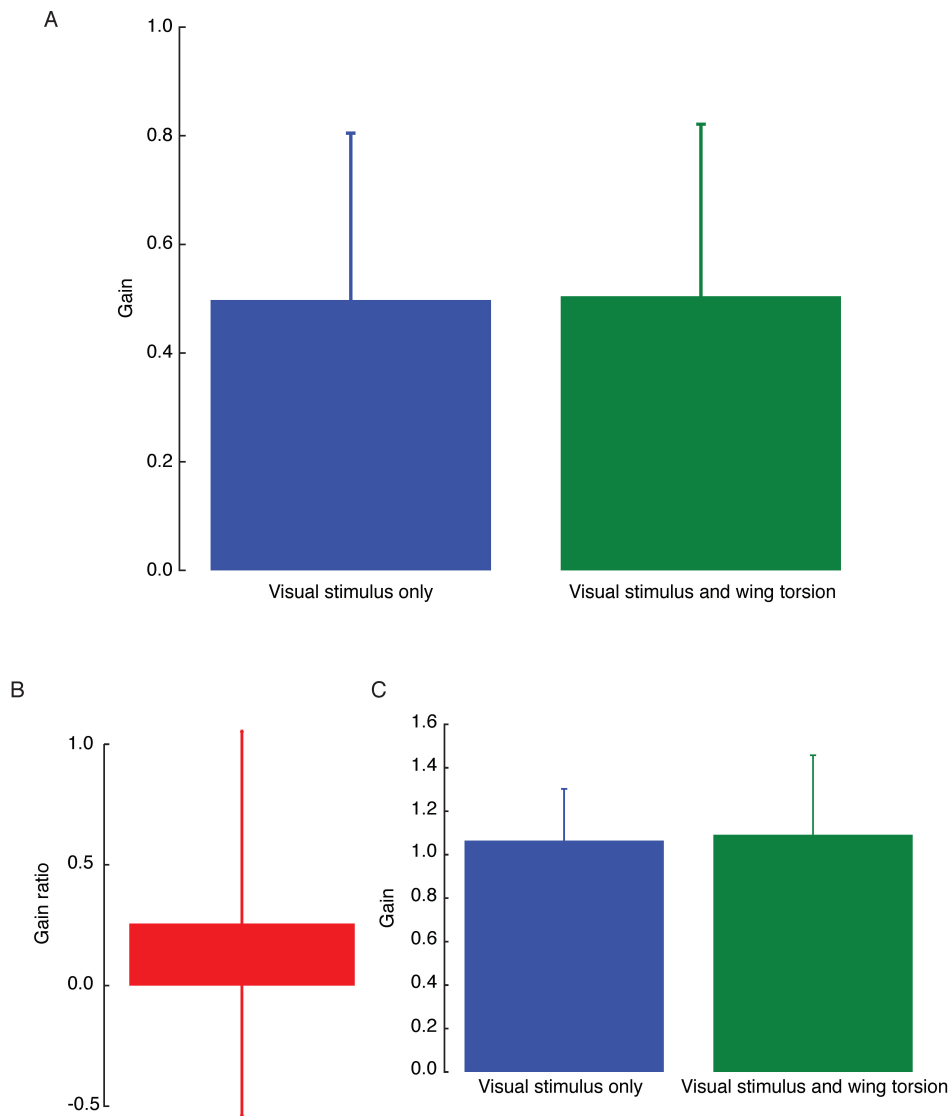 A
1.0
0.8
0.6
0.4
0.2
0.0
Gain
Visual stimulus only
Visual stimulus and wing torsion
B
1.0
0.5
0.0
-0.5
Gain ratio
C
1.6
1.4
1.2
1.0
0.8
0.6
0.4
0.2
0.0
Gain
Visual stimulus only
Visual stimulus and wing torsion